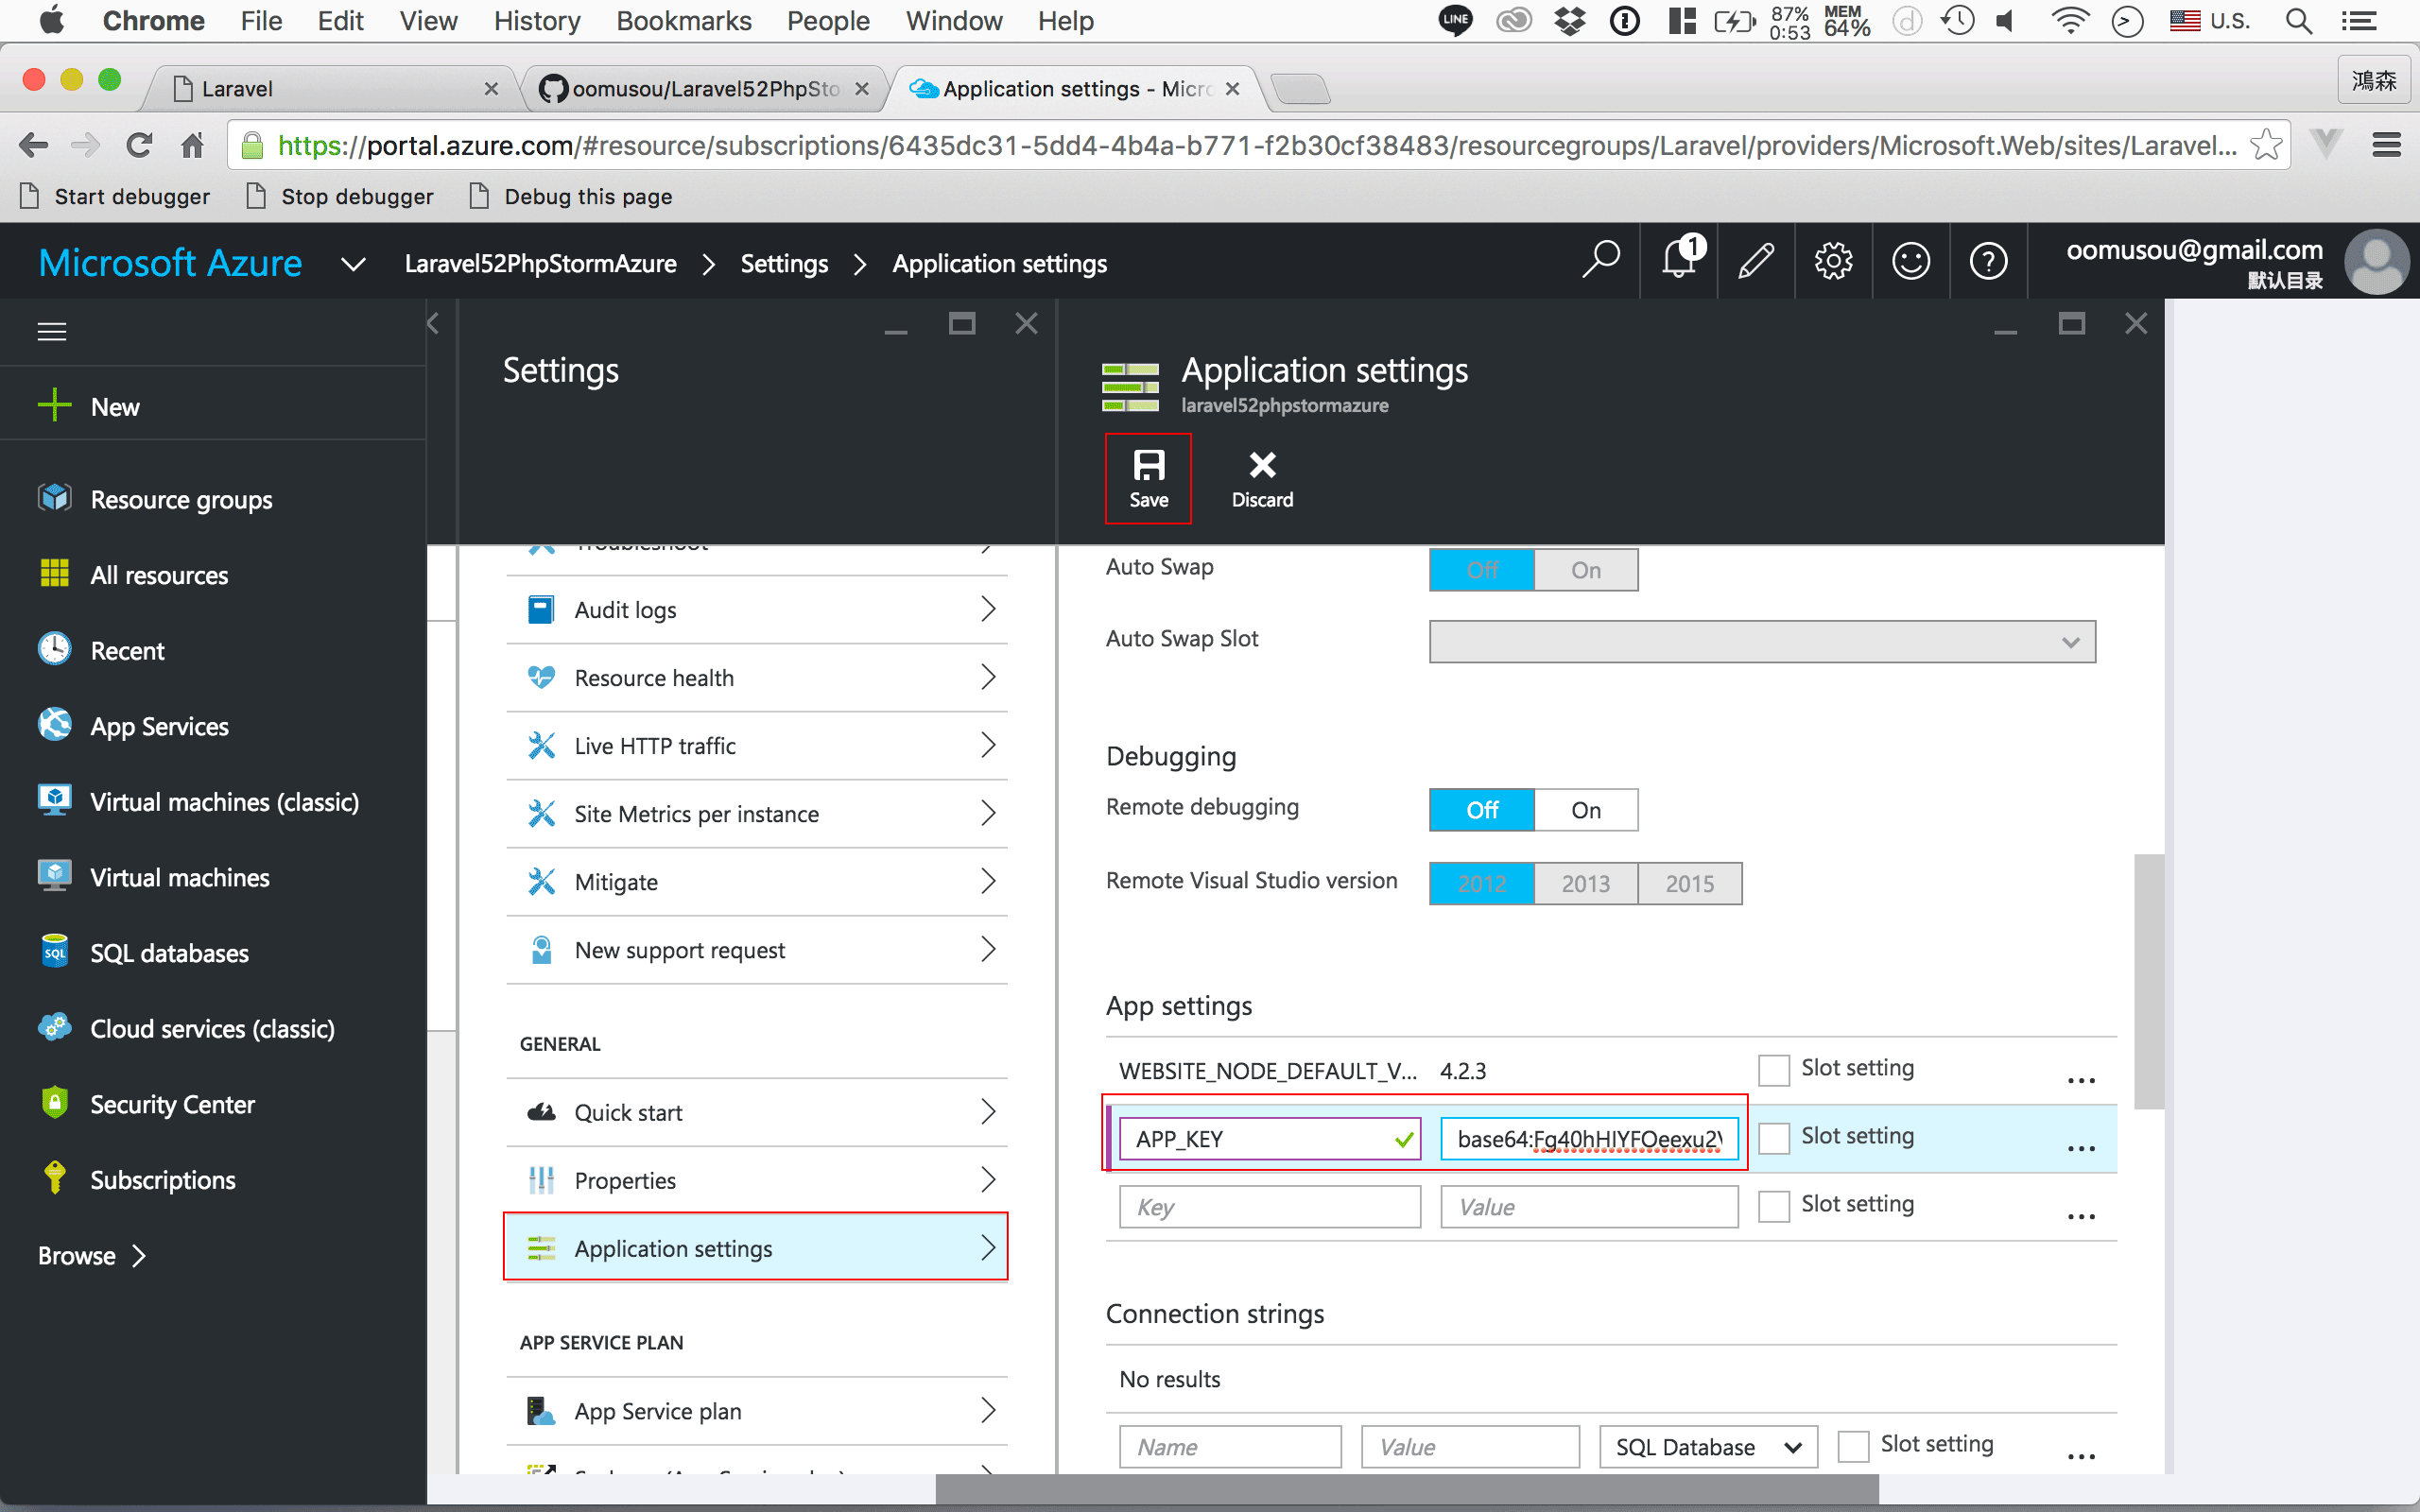 Chrome File Edit View History Bookmarks People Window Help LINE 87% 0:53 MEM 64% U.S.
Laravel oomusou/Laravel52PhpSto Application settings - Micro 鴻森
https://portal.azure.com/#resource/subscriptions/6435dc31-5dd4-4b4a-b771-f2b30cf38483/resourcegroups/Laravel/providers/Microsoft.Web/sites/Laravel...
Start debugger Stop debugger Debug this page
Microsoft Azure Laravel52PhpStormAzure > Settings > Application settings 1 oomusou@gmail.com
默认目录
New
Resource groups
All resources
Recent
App Services
Virtual machines (classic)
Virtual machines
SQL databases
Cloud services (classic)
Security Center
Subscriptions
Browse >
Settings
Troubleshoot
Audit logs
Resource health
Live HTTP traffic
Site Metrics per instance
Mitigate
New support request
GENERAL
Quick start
Properties
Application settings
APP SERVICE PLAN
App Service plan
Application settings
laravel52phpstormazure
Save Discard
Auto Swap Off On
Auto Swap Slot
Debugging
Remote debugging Off On
Remote Visual Studio version 2012 2013 2015
App settings
WEBSITE_NODE_DEFAULT_V... 4.2.3 Slot setting ...
APP_KEY base64:Fg40hHIYFOeexu2 Slot setting ...
Key Value Slot setting ...
Connection strings
No results
Name Value SQL Database Slot setting ...